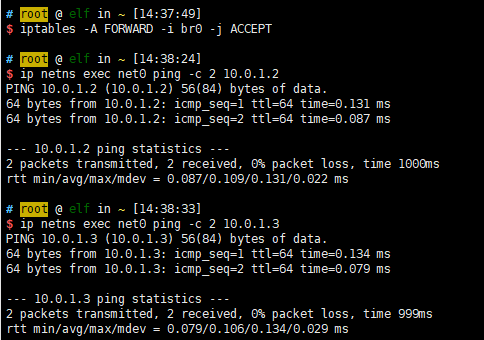 # root @ elf in ~ [14:37:49]
$ iptables -A FORWARD -i br0 -j ACCEPT
# root @ elf in ~ [14:38:24]
$ ip netns exec net0 ping -c 2 10.0.1.2
PING 10.0.1.2 (10.0.1.2) 56(84) bytes of data.
64 bytes from 10.0.1.2: icmp_seq=1 ttl=64 time=0.131 ms
64 bytes from 10.0.1.2: icmp_seq=2 ttl=64 time=0.087 ms
--- 10.0.1.2 ping statistics ---
2 packets transmitted, 2 received, 0% packet loss, time 1000ms
rtt min/avg/max/mdev = 0.087/0.109/0.131/0.022 ms
# root @ elf in ~ [14:38:33]
$ ip netns exec net0 ping -c 2 10.0.1.3
PING 10.0.1.3 (10.0.1.3) 56(84) bytes of data.
64 bytes from 10.0.1.3: icmp_seq=1 ttl=64 time=0.134 ms
64 bytes from 10.0.1.3: icmp_seq=2 ttl=64 time=0.079 ms
--- 10.0.1.3 ping statistics ---
2 packets transmitted, 2 received, 0% packet loss, time 999ms
rtt min/avg/max/mdev = 0.079/0.106/0.134/0.029 ms